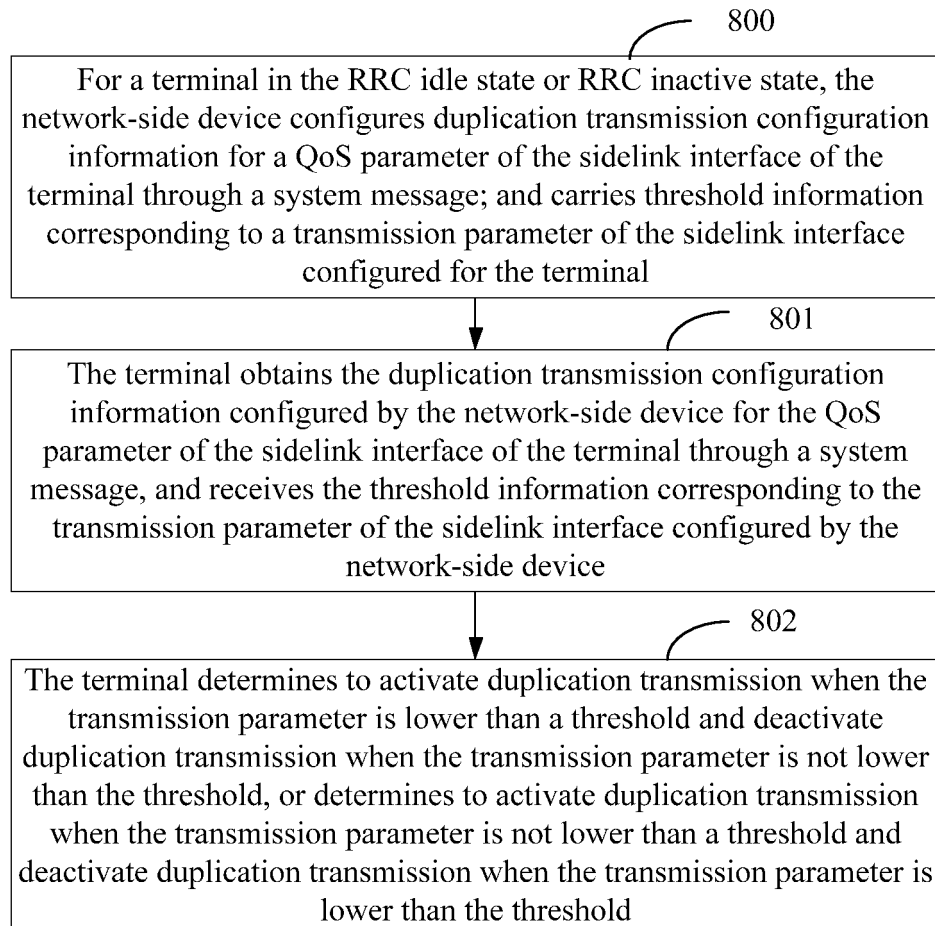 800
For a terminal in the RRC idle state or RRC inactive state, the
network-side device configures duplication transmission configuration
information for a QoS parameter of the sidelink interface of the
terminal through a system message; and carries threshold information
corresponding to a transmission parameter of the sidelink interface
configured for the terminal
801
The terminal obtains the duplication transmission configuration
information configured by the network-side device for the QoS
parameter of the sidelink interface of the terminal through a system
message, and receives the threshold information corresponding to the
transmission parameter of the sidelink interface configured by the
network-side device
802
The terminal determines to activate duplication transmission when the
transmission parameter is lower than a threshold and deactivate
duplication transmission when the transmission parameter is not lower
than the threshold, or determines to activate duplication transmission
when the transmission parameter is not lower than a threshold and
deactivate duplication transmission when the transmission parameter is
lower than the threshold